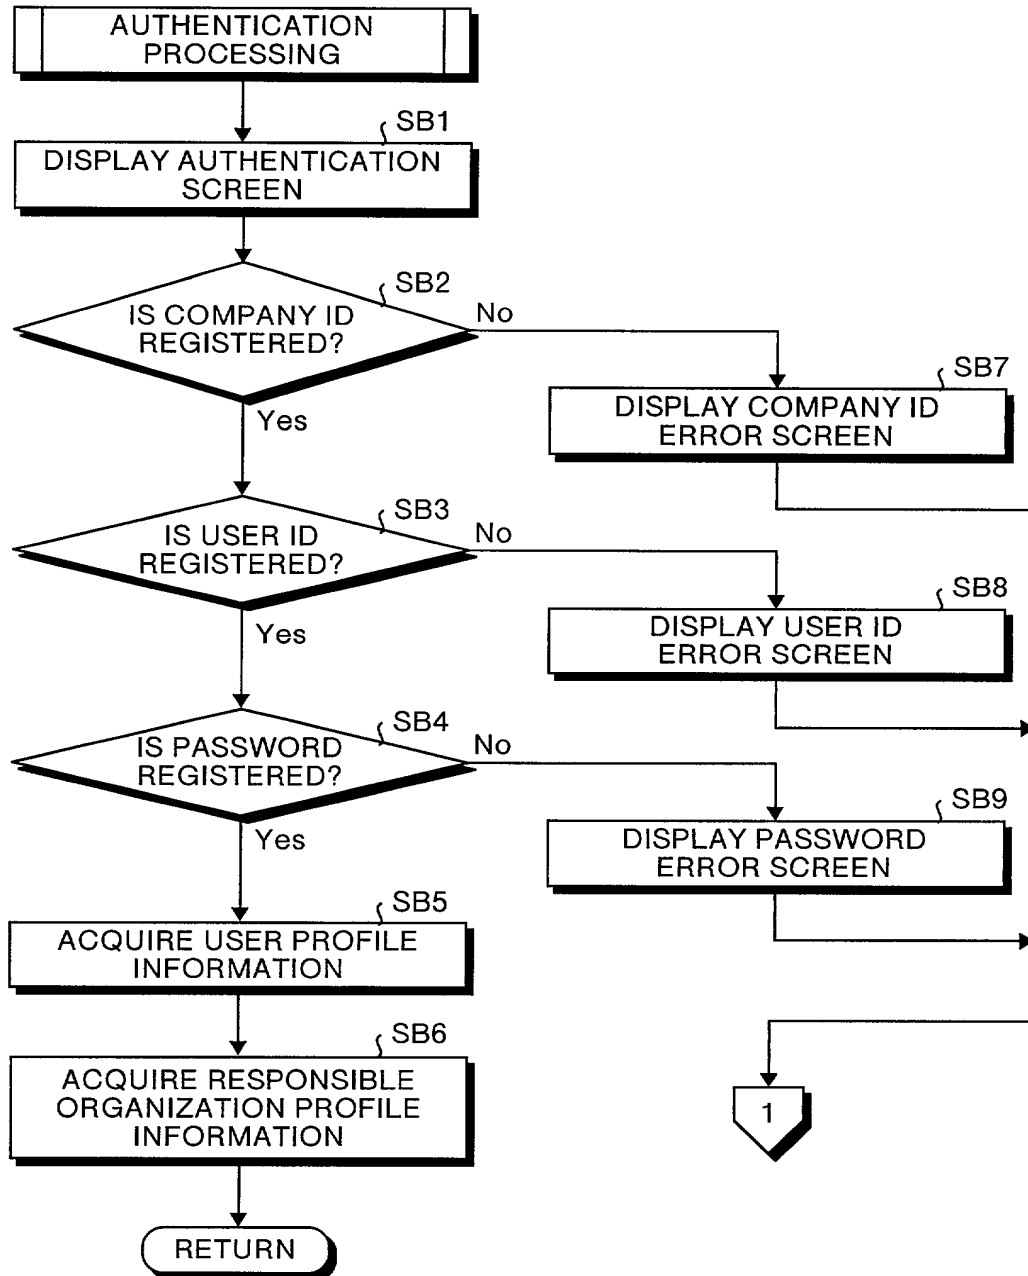 AUTHENTICATION
PROCESSING
SB1
DISPLAY AUTHENTICATION
SCREEN
SB2
IS COMPANY ID
REGISTERED?
No
Yes
SB7
DISPLAY COMPANY ID
ERROR SCREEN
SB3
IS USER ID
REGISTERED?
No
Yes
SB8
DISPLAY USER ID
ERROR SCREEN
SB4
IS PASSWORD
REGISTERED?
No
Yes
SB9
DISPLAY PASSWORD
ERROR SCREEN
SB5
ACQUIRE USER PROFILE
INFORMATION
SB6
ACQUIRE RESPONSIBLE
ORGANIZATION PROFILE
INFORMATION
1
RETURN